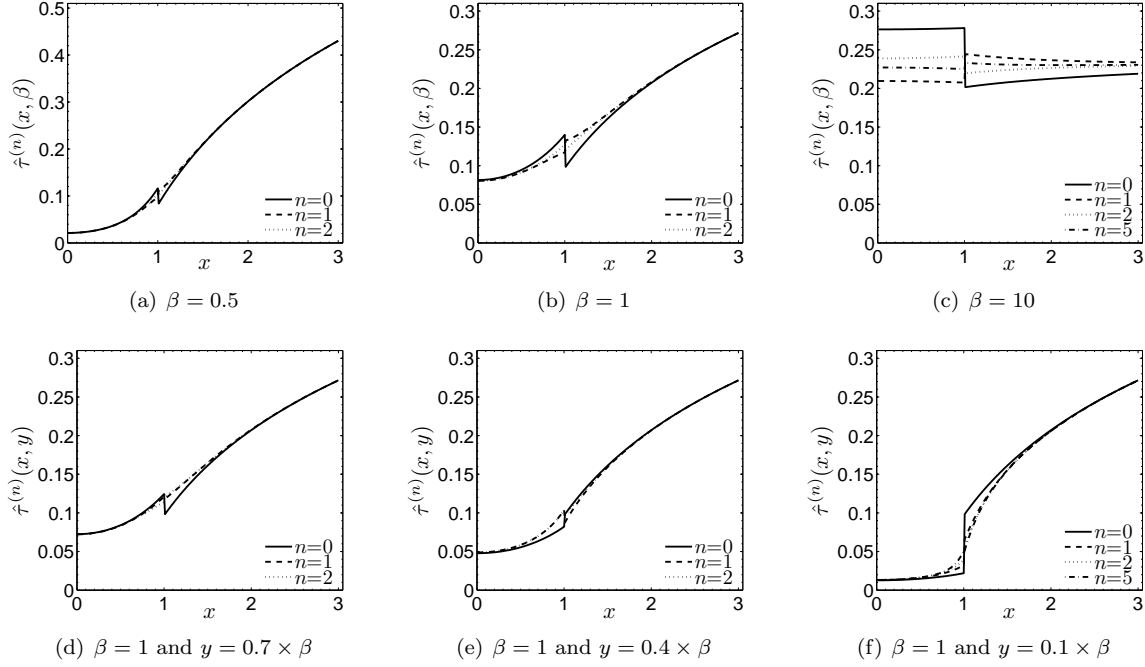 0.5
0.4
0.3
0.2
0.1
0
0 1 2 3
τ̂⁽ⁿ⁾(x, β)
x
n=0
n=1
n=2
(a) β = 0.5
0.3
0.25
0.2
0.15
0.1
0.05
0
0 1 2 3
τ̂⁽ⁿ⁾(x, β)
x
n=0
n=1
n=2
(b) β = 1
0.3
0.25
0.2
0.15
0.1
0.05
0
0 1 2 3
τ̂⁽ⁿ⁾(x, β)
x
n=0
n=1
n=2
n=5
(c) β = 10
0.3
0.25
0.2
0.15
0.1
0.05
0
0 1 2 3
τ̂⁽ⁿ⁾(x, y)
x
n=0
n=1
n=2
(d) β = 1 and y = 0.7 × β
0.3
0.25
0.2
0.15
0.1
0.05
0
0 1 2 3
τ̂⁽ⁿ⁾(x, y)
x
n=0
n=1
n=2
(e) β = 1 and y = 0.4 × β
0.3
0.25
0.2
0.15
0.1
0.05
0
0 1 2 3
τ̂⁽ⁿ⁾(x, y)
x
n=0
n=1
n=2
n=5
(f) β = 1 and y = 0.1 × β